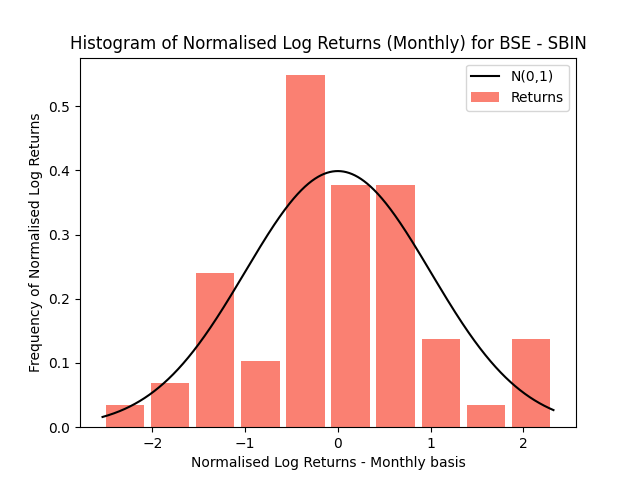 Histogram of Normalised Log Returns (Monthly) for BSE - SBIN
N(0,1)
Returns
Frequency of Normalised Log Returns
0.5
0.4
0.3
0.2
0.1
0.0
−2
−1
0
1
2
Normalised Log Returns - Monthly basis